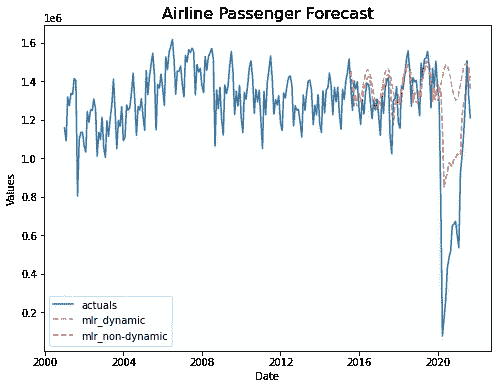 Airline Passenger Forecast
1e6
1.6
1.4
1.2
1.0
0.8
0.6
0.4
0.2
Values
2000 2004 2008 2012 2016 2020
Date
actuals
mlr_dynamic
mlr_non-dynamic